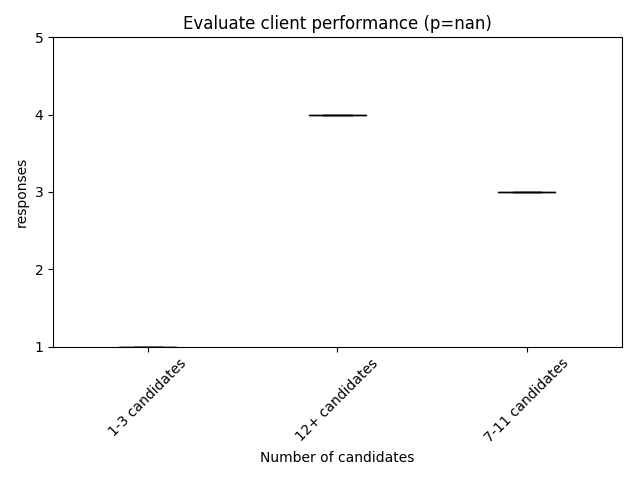 Evaluate client performance (p=nan)
5
4
3
2
1
responses
1-3 candidates
12+ candidates
7-11 candidates
Number of candidates